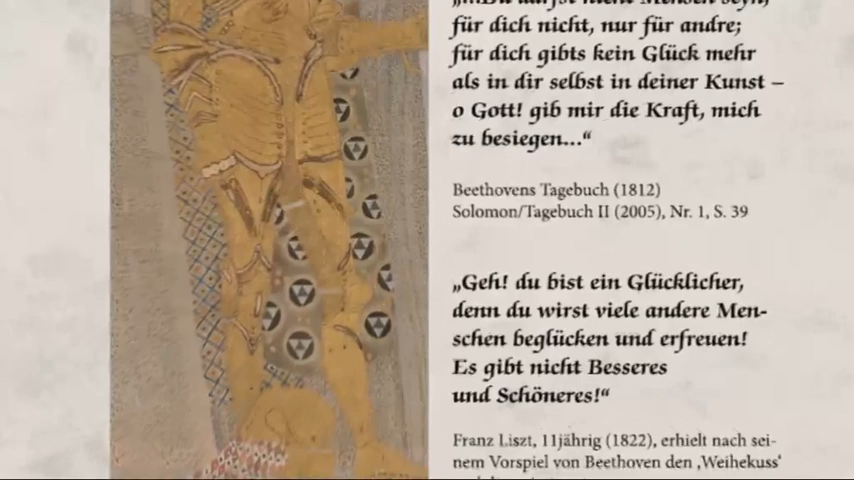 für dich nicht, nur für andre;
für dich gibts kein Glück mehr
als in dir selbst in deiner Kunst –
o Gott! gib mir die Kraft, mich
zu besiegen...“
Beethovens Tagebuch (1812)
Solomon/Tagebuch II (2005), Nr. 1, S. 39
„Geh! du bist ein Glücklicher,
denn du wirst viele andere Men-
schen beglücken und erfreuen!
Es gibt nicht Besseres
und Schöneres!“
Franz Liszt, 11jährig (1822), erhielt nach sei-
nem Vorspiel von Beethoven den ‚Weihekuss‘